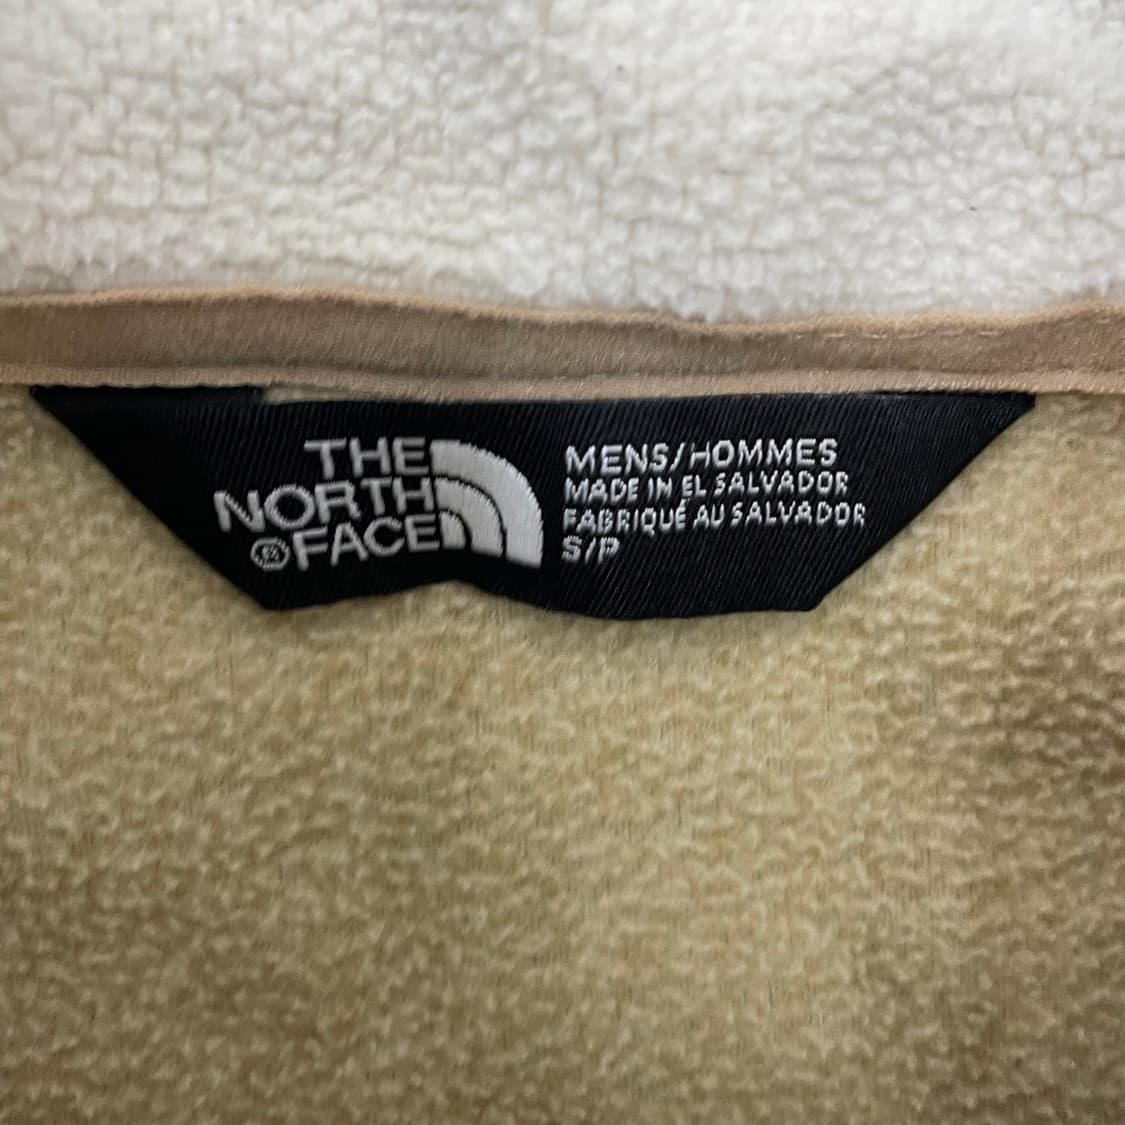 THE
NORTH
®FACE
MENS/HOMMES
MADE IN EL SALVADOR
FABRIQUÉ AU SALVADOR
S/P